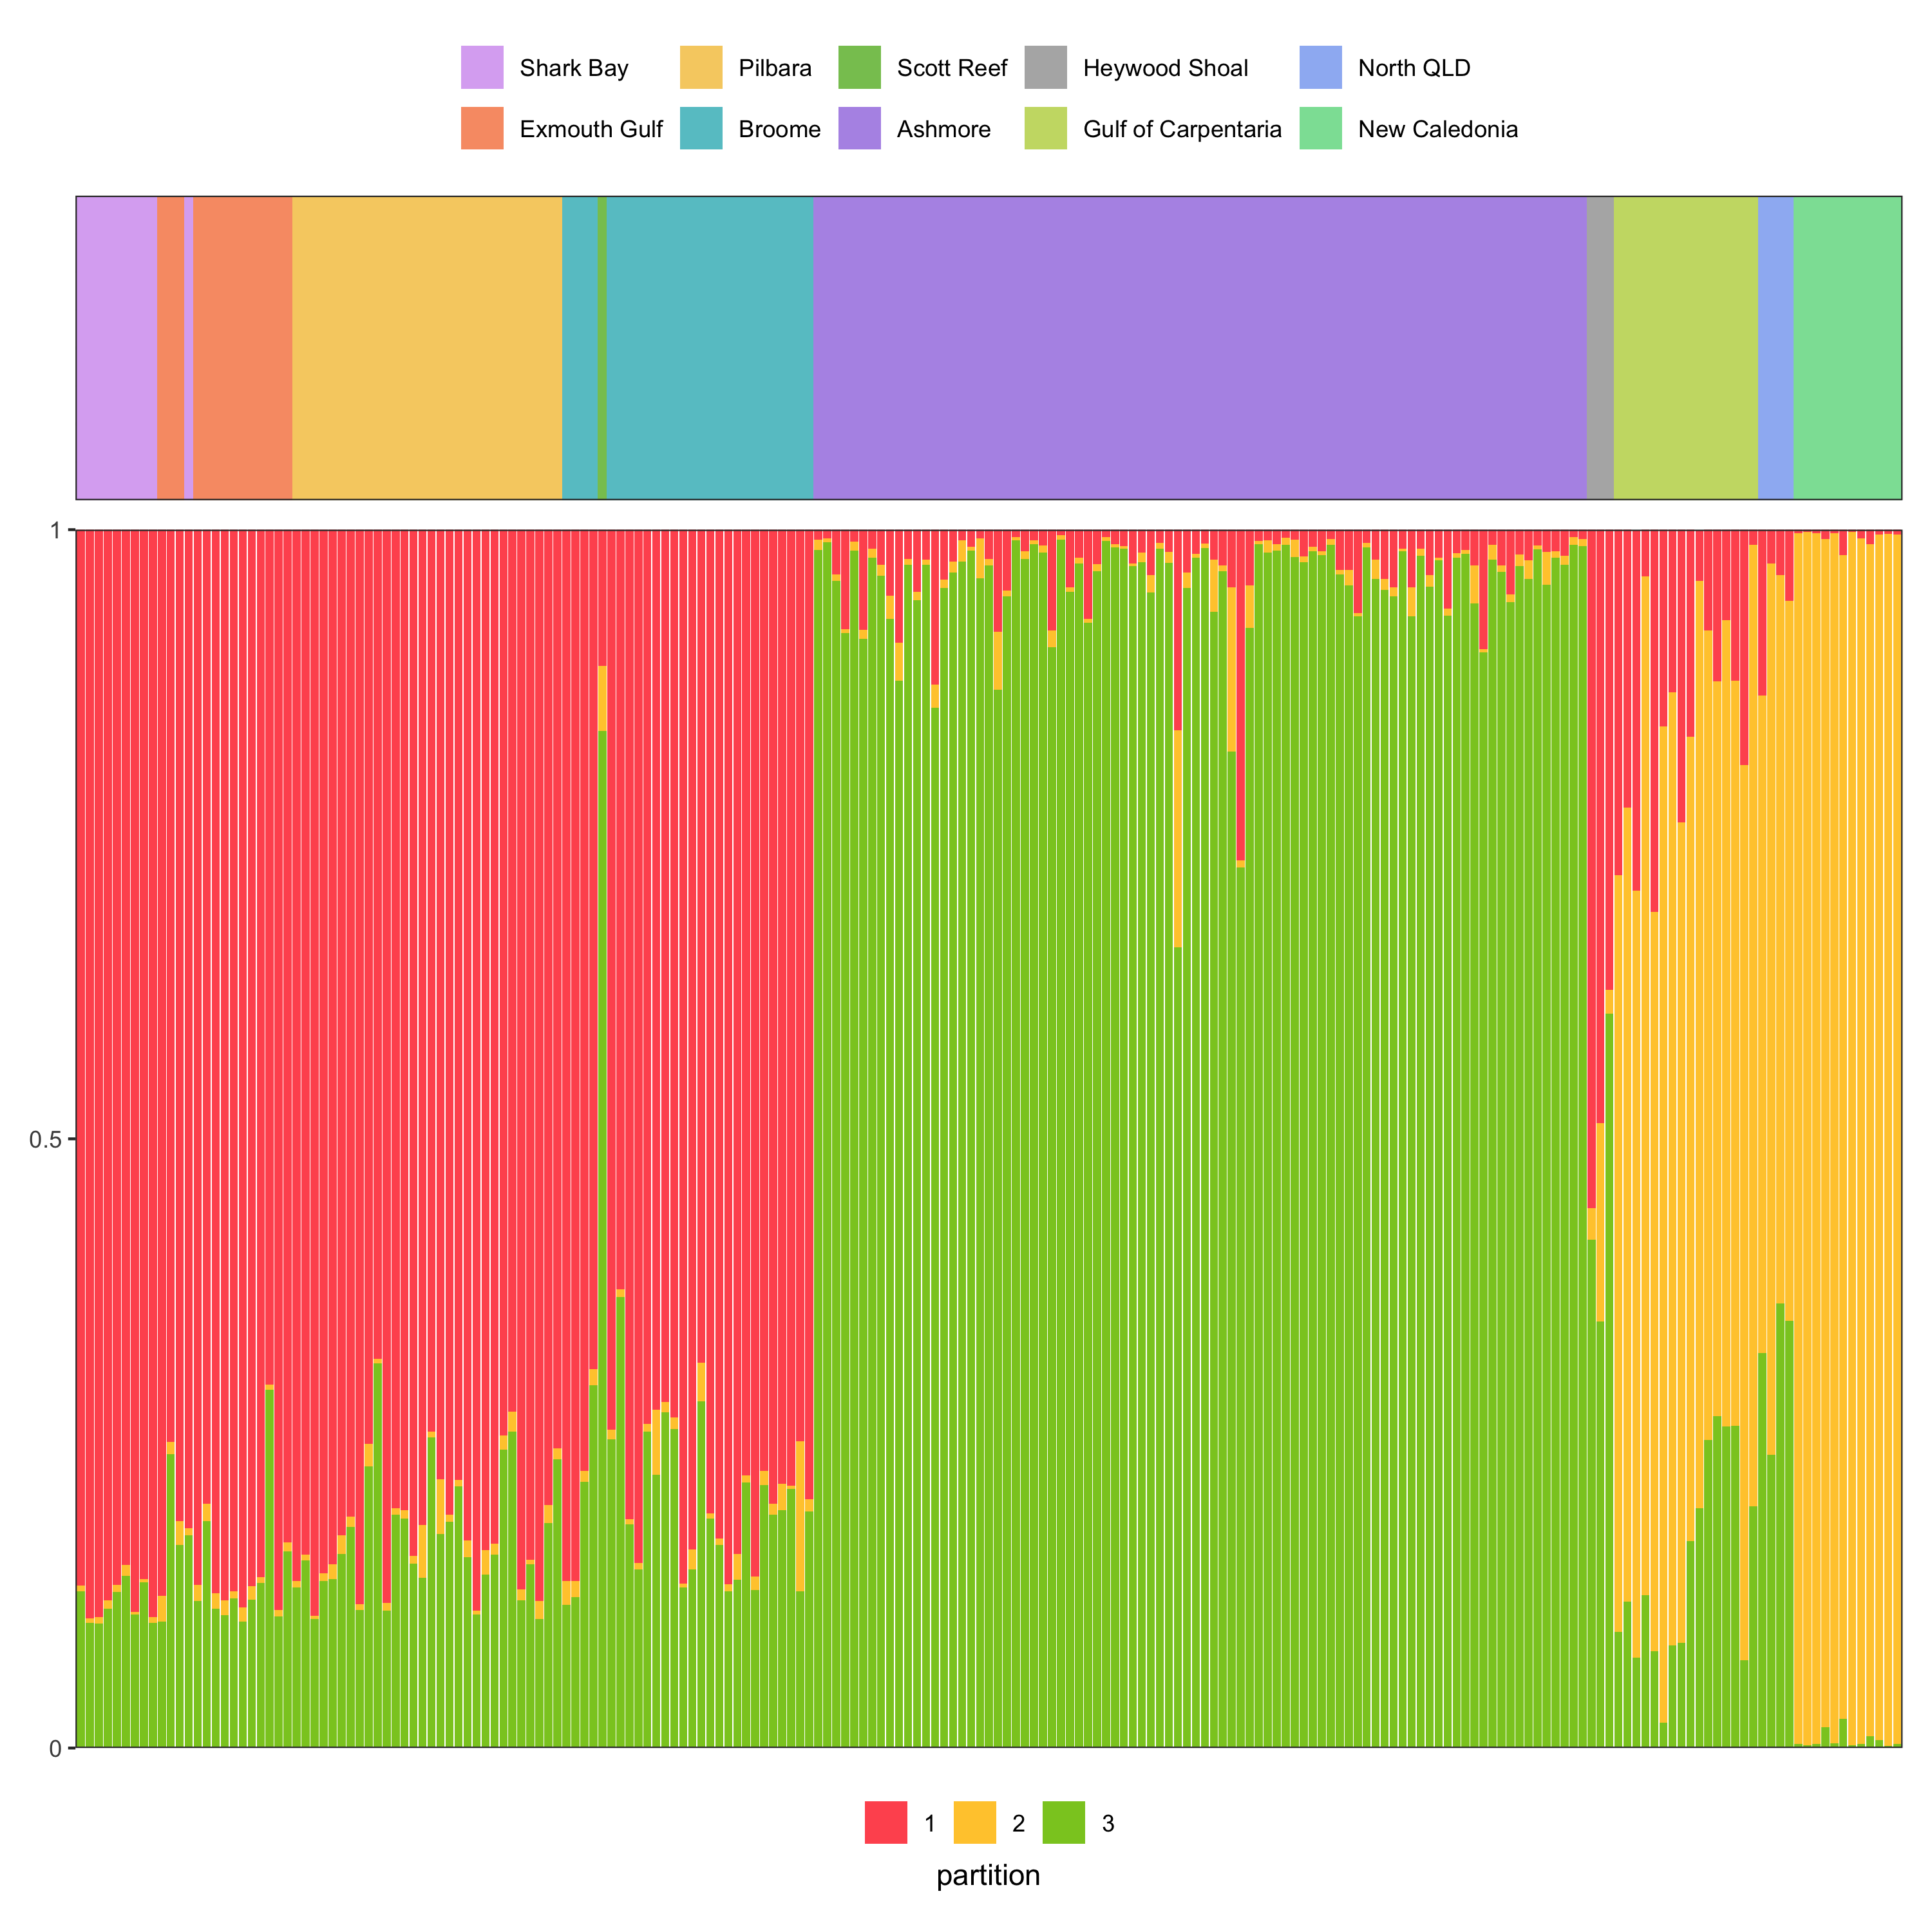 Shark Bay Pilbara Scott Reef Heywood Shoal North QLD
Exmouth Gulf Broome Ashmore Gulf of Carpentaria New Caledonia
1
0.5
0
1 2 3
partition